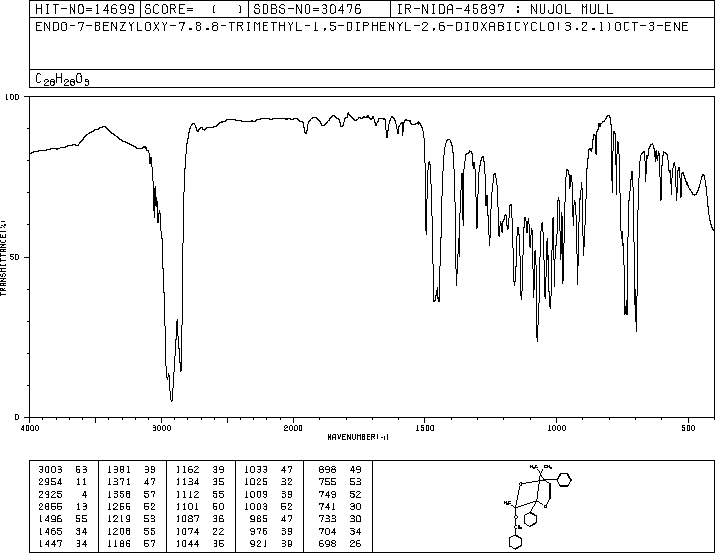 HIT-NO=14699 SCORE= ( ) SDBS-NO=30476 IR-NIDA-45897 : NUJOL MULL
ENDO-7-BENZYLOXY-7,8,8-TRIMETHYL-1,5-DIPHENYL-2,6-DIOXABICYCLO(3.2.1)OCT-3-ENE
C28H28O3
100
50
0
TRANSMITTANCE(%)
4000 3000 2000 1500 1000 500
WAVENUMBER(-1)
3003 63 1381 39 1162 39 1033 47 898 49
2954 11 1371 47 1134 35 1025 32 755 53
2925 4 1358 57 1112 55 1009 39 749 52
2855 13 1255 52 1101 60 1003 52 741 30
1496 55 1219 53 1087 36 985 47 733 30
1465 34 1208 55 1074 22 976 39 704 34
1447 34 1186 57 1044 35 921 39 698 26